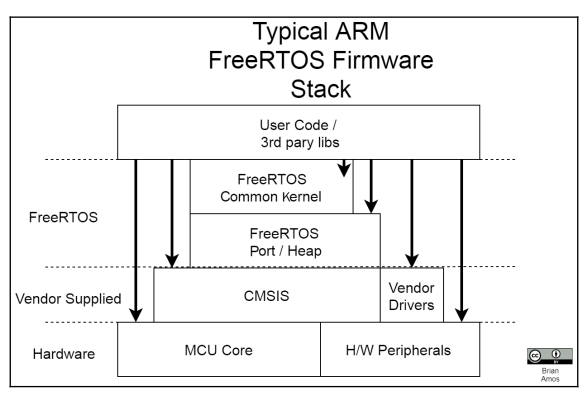 Typical ARM
FreeRTOS Firmware
Stack
User Code /
3rd pary libs
FreeRTOS
Common Kernel
FreeRTOS
FreeRTOS
Port / Heap
Vendor Supplied
CMSIS
Vendor
Drivers
Hardware
MCU Core
H/W Peripherals
cc
BY
Brian
Amos